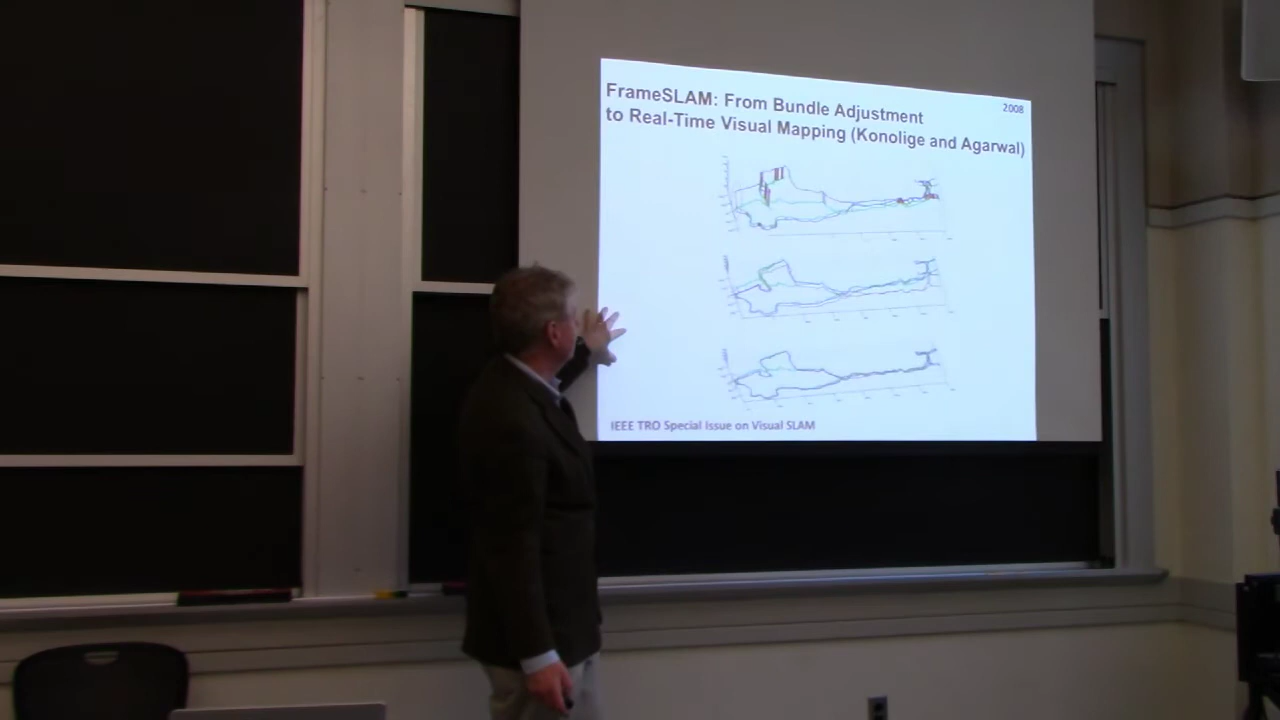 FrameSLAM: From Bundle Adjustment
2008
to Real-Time Visual Mapping (Konolige and Agarwal)
IEEE TRO Special Issue on Visual SLAM